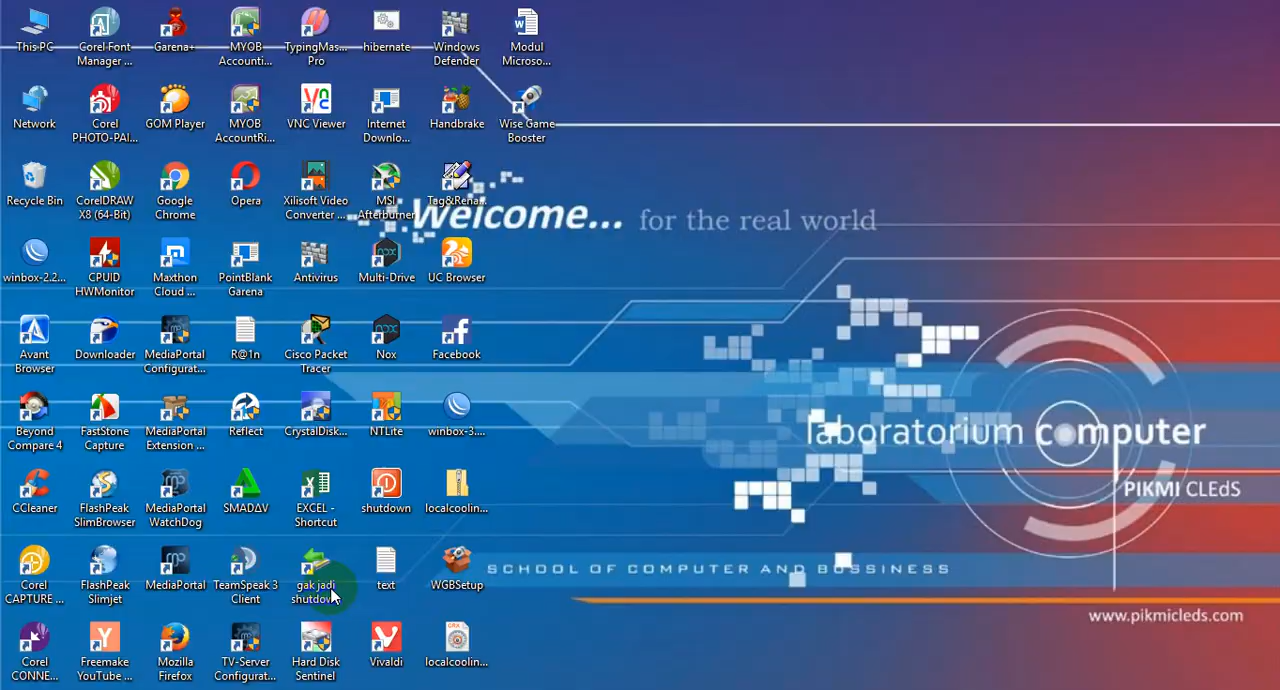 This PC
Corel Font
Manager ...
Garena+
MYOB
Accounti...
TypingMas...
Pro
hibernate
Windows
Defender
Modul
Microso...
Network
Corel
PHOTO-PAI...
GOM Player
MYOB
AccountRi...
VNC Viewer
Internet
Downlo...
Handbrake
Wise Game
Booster
Recycle Bin
CorelDRAW
X8 (64-Bit)
Google
Chrome
Opera
Xilisoft Video
Converter ...
MSI
Afterburner
Tag&Rena...
Welcome... for the real world
winbox-2.2...
CPUID
HWMonitor
Maxthon
Cloud ...
PointBlank
Garena
Antivirus
Multi-Drive
UC Browser
Avant
Browser
Downloader
MediaPortal
Configurat...
R@1n
Cisco Packet
Tracer
Nox
Facebook
Beyond
Compare 4
FastStone
Capture
MediaPortal
Extension ...
Reflect
CrystalDisk...
NTLite
winbox-3....
laboratorium computer
PIKMI CLEdS
CCleaner
FlashPeak
SlimBrowser
MediaPortal
WatchDog
SMADΔV
EXCEL -
Shortcut
shutdown
localcoolin...
Corel
CAPTURE ...
FlashPeak
Slimjet
MediaPortal
TeamSpeak 3
Client
gak jadi
shutdown
text
WGBSetup
SCHOOL OF COMPUTER AND BUSSINESS
www.pikmicleds.com
Corel
CONNE...
Freemake
YouTube ...
Mozilla
Firefox
TV-Server
Configurat...
Hard Disk
Sentinel
Vivaldi
localcoolin...